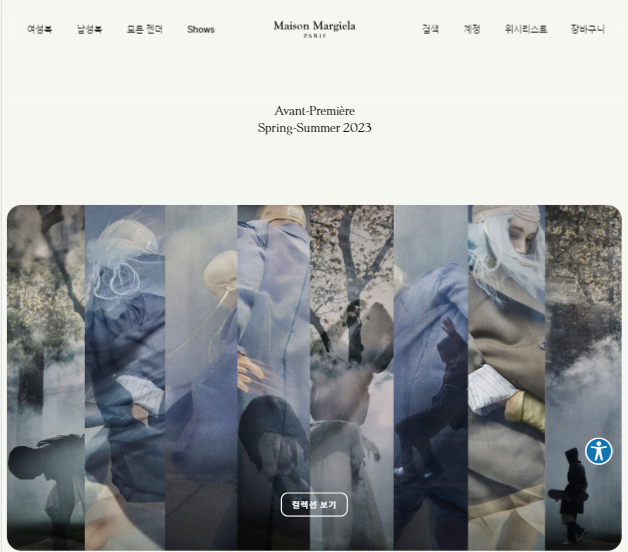 여성복 남성복 모든 젠더 Shows Maison Margiela 검색 계정 위시리스트 장바구니
PARIS
Avant-Première
Spring-Summer 2023
컬렉션 보기